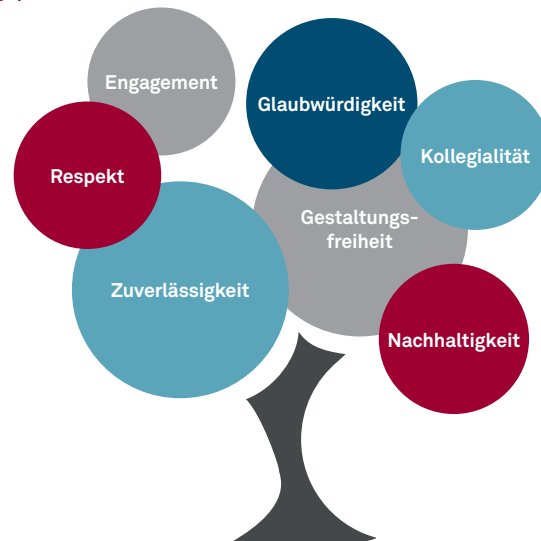 Engagement
Glaubwürdigkeit
Kollegialität
Respekt
Gestaltungs-
freiheit
Zuverlässigkeit
Nachhaltigkeit